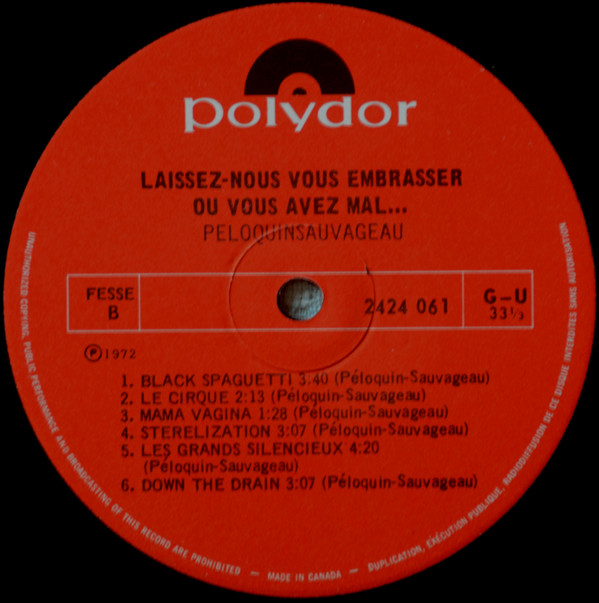 polydor
LAISSEZ-NOUS VOUS EMBRASSER
OU VOUS AVEZ MAL...
PELOQUINSAUVAGEAU
FESSE
B
2424 061
G-U
33⅓
Ⓟ1972
1. BLACK SPAGUETTI 3.40 (Péloquin-Sauvageau)
2. LE CIRQUE 2:13 (Péloquin-Sauvageau)
3. MAMA VAGINA 1:28 (Péloquin-Sauvageau)
4. STERELIZATION 3:07 (Péloquin-Sauvageau)
5. LES GRANDS SILENCIEUX 4:20
(Péloquin-Sauvageau)
6. DOWN THE DRAIN 3:07 (Péloquin-Sauvageau)
UNAUTHORIZED COPYING, PUBLIC PERFORMANCE AND BROADCASTING OF THIS RECORD ARE PROHIBITED — MADE IN CANADA — DUPLICATION, EXÉCUTION PUBLIQUE, RADIODIFFUSION DE CE DISQUE INTERDITES SANS AUTORISATION